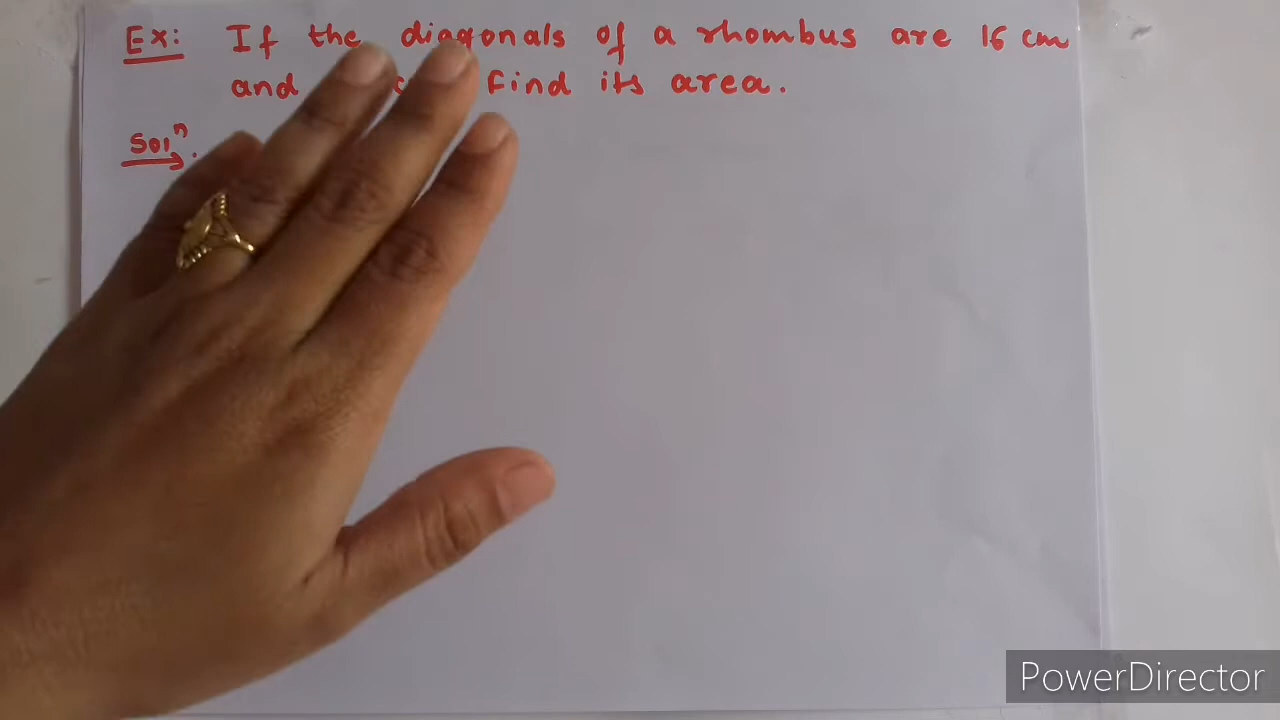 Ex: If the diagonals of a rhombus are 16 cm
and find its area.
Solⁿ.
PowerDirector